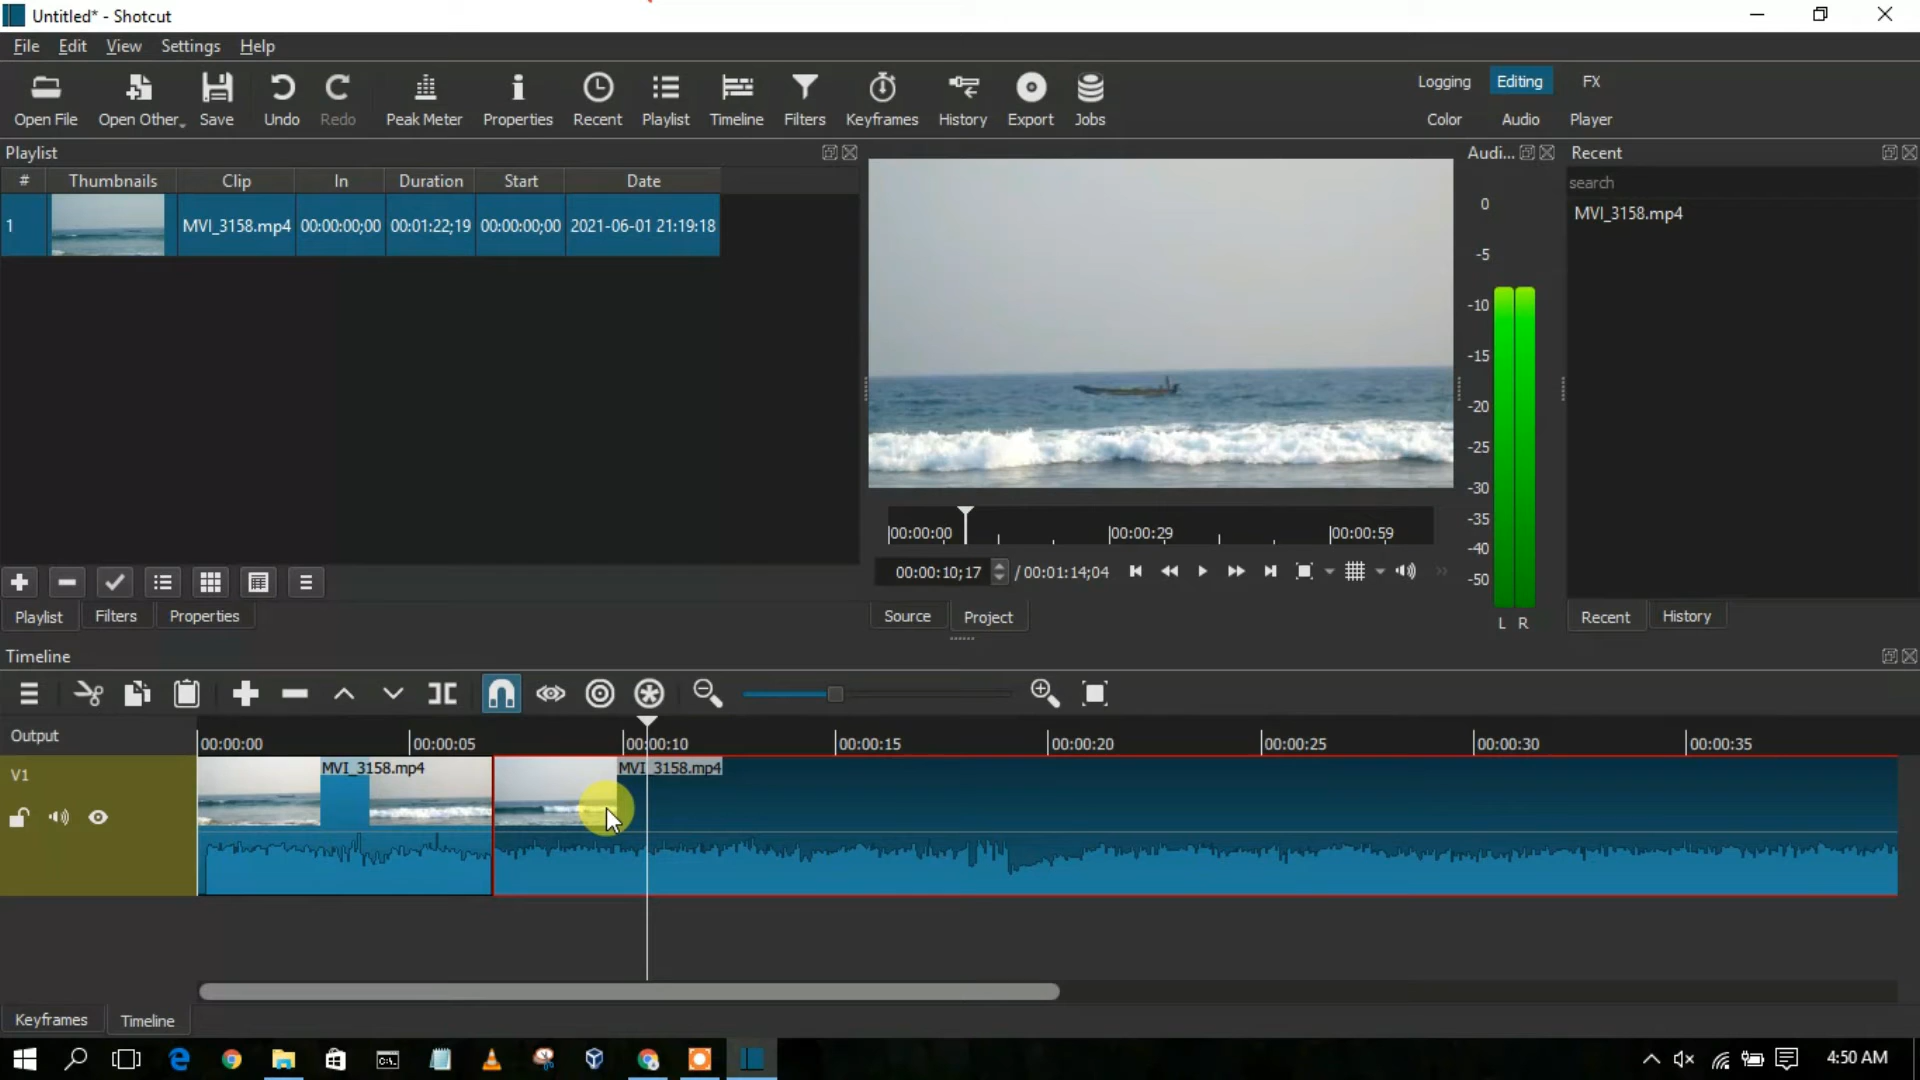 Untitled* - Shotcut
File Edit View Settings Help
Open File Open Other Save Undo Redo Peak Meter Properties Recent Playlist Timeline Filters Keyframes History Export Jobs
Logging Editing FX
Color Audio Player
Playlist
# Thumbnails Clip In Duration Start Date
1 MVI_3158.mp4 00:00:00;00 00:01:22;19 00:00:00;00 2021-06-01 21:19:18
Playlist Filters Properties
00:00:00 00:00:29 00:00:59
00:00:10;17 / 00:01:14;04
Source Project
Audi...
0
-5
-10
-15
-20
-25
-30
-35
-40
-50
L R
Recent
search
MVI_3158.mp4
Recent History
Timeline
Output
00:00:00 00:00:05 00:00:10 00:00:15 00:00:20 00:00:25 00:00:30 00:00:35
V1
MVI_3158.mp4 MVI_3158.mp4
Keyframes Timeline
4:50 AM